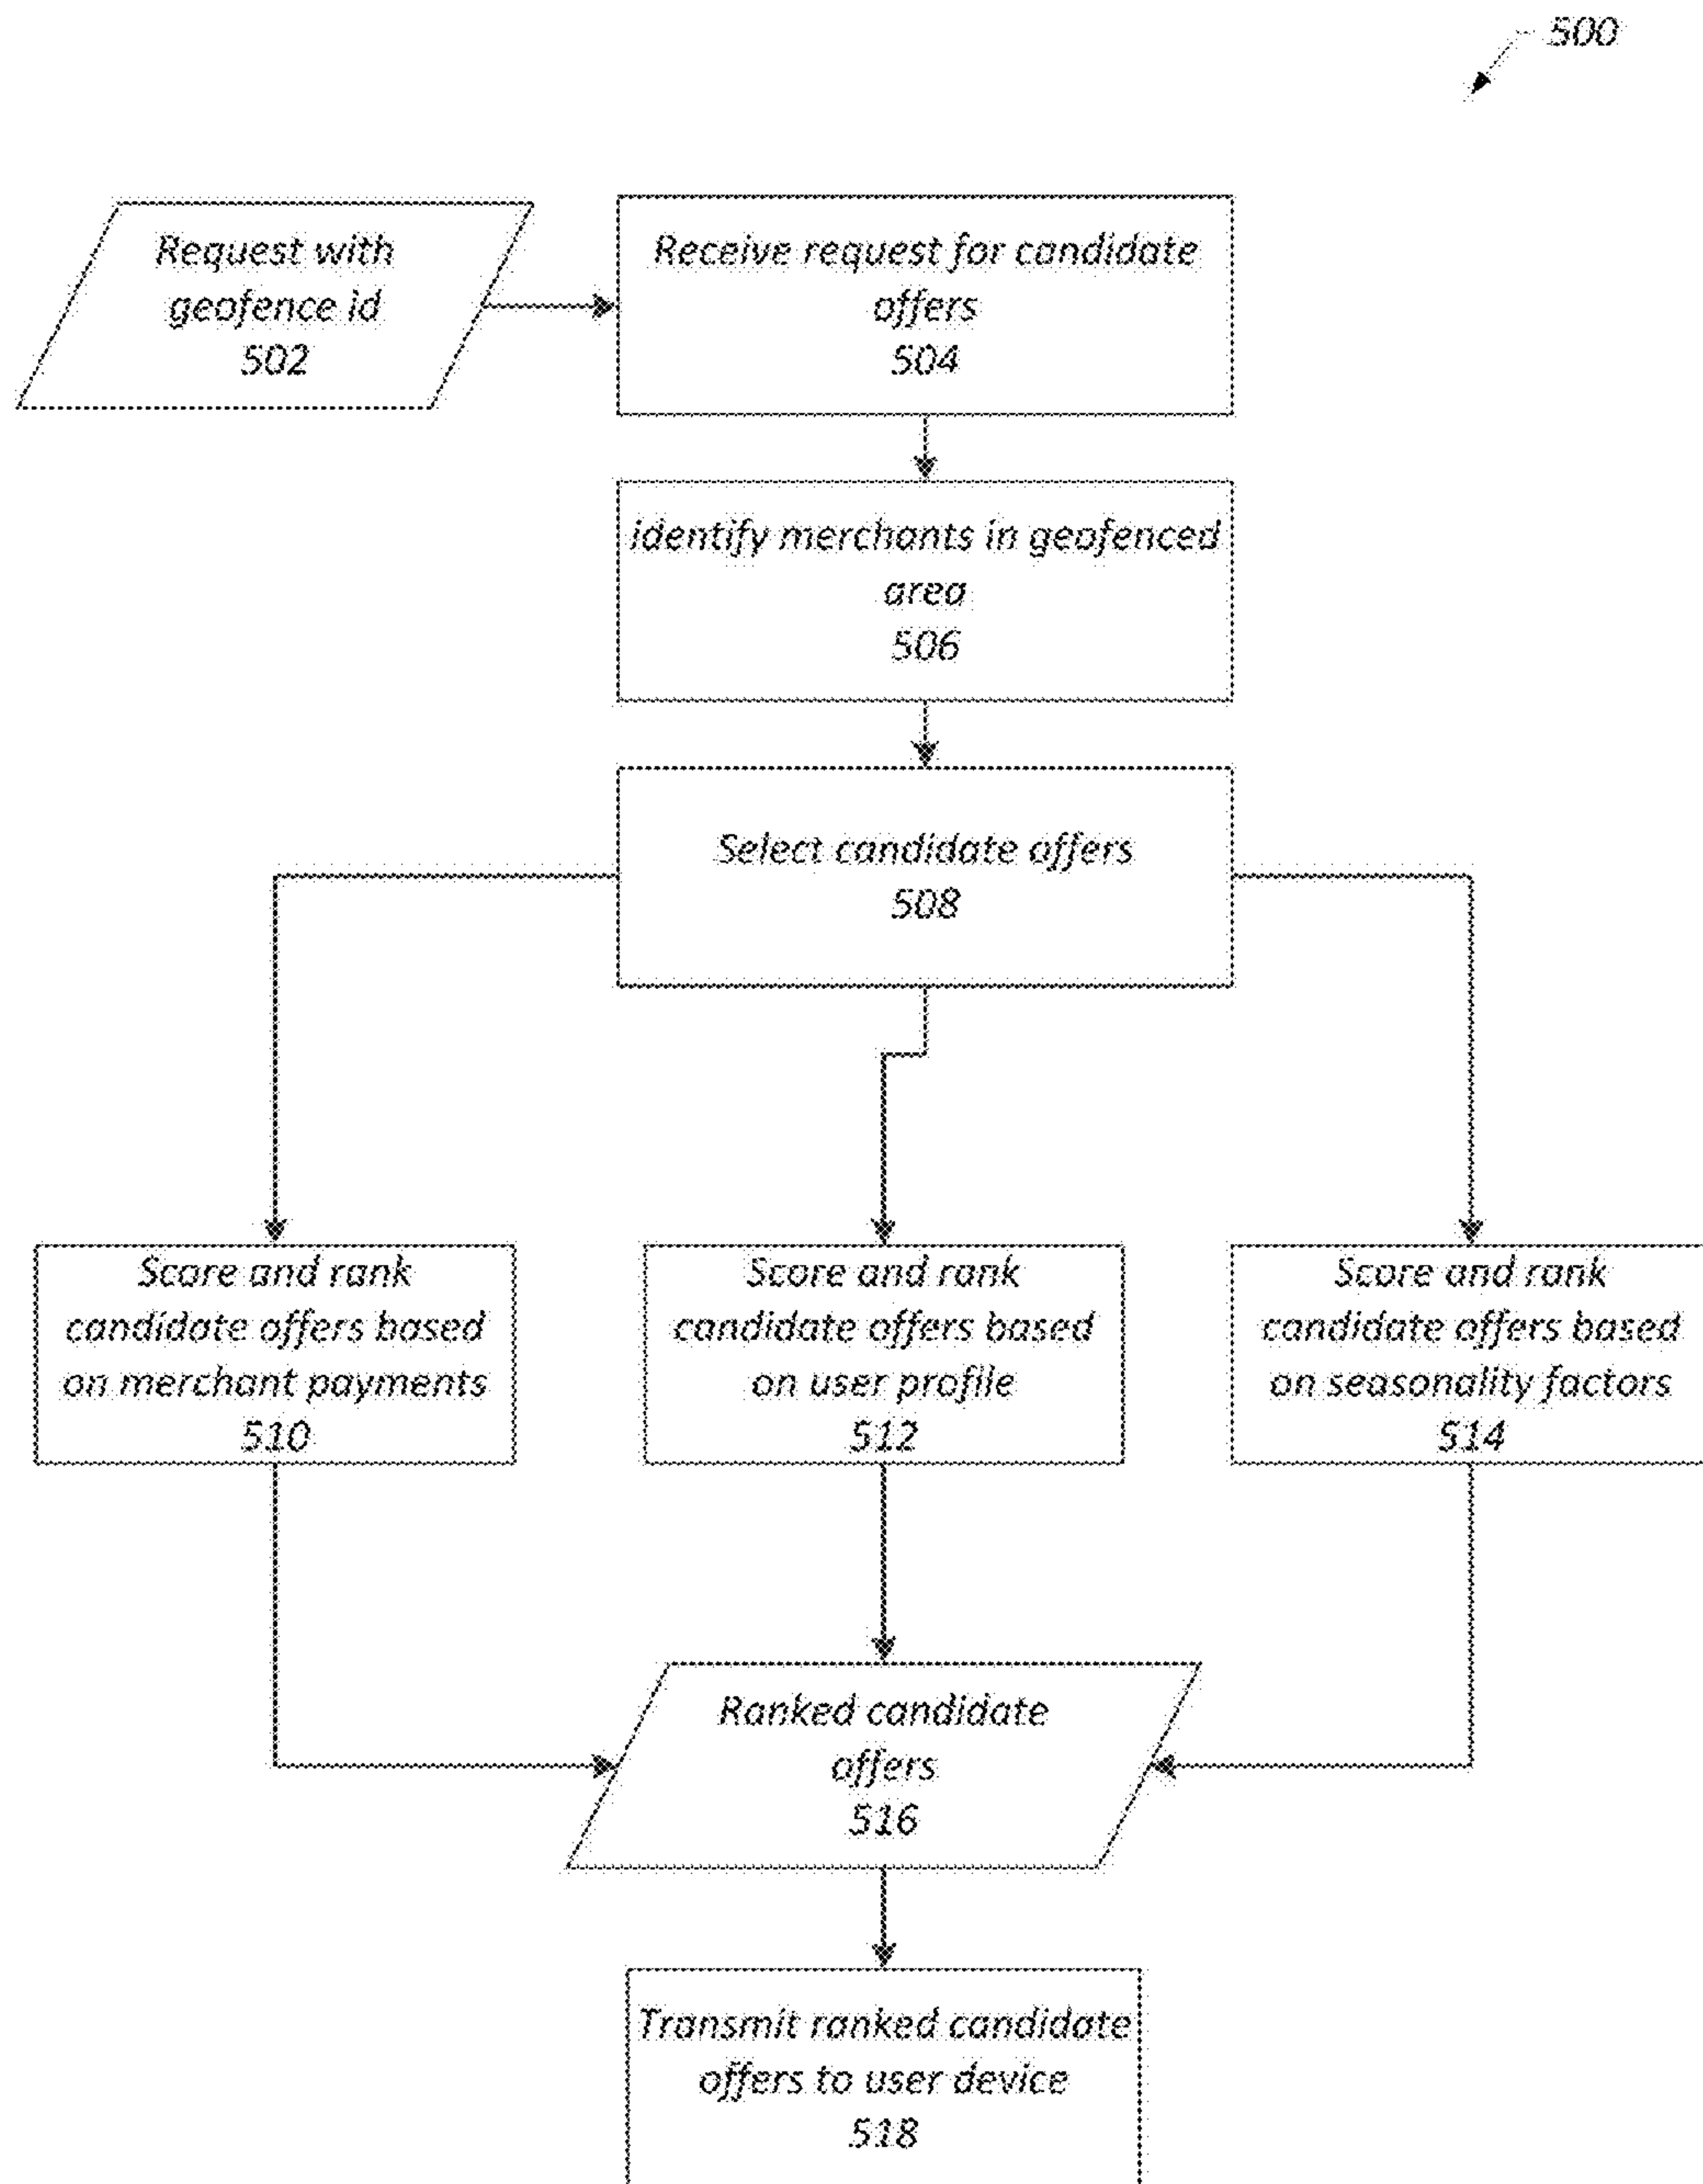 500
Request with
geofence id
502
Receive request for candidate
offers
504
identify merchants in geofenced
area
506
Select candidate offers
508
Score and rank
candidate offers based
on merchant payments
510
Score and rank
candidate offers based
on user profile
512
Score and rank
candidate offers based
on seasonality factors
514
Ranked candidate
offers
516
Transmit ranked candidate
offers to user device
518